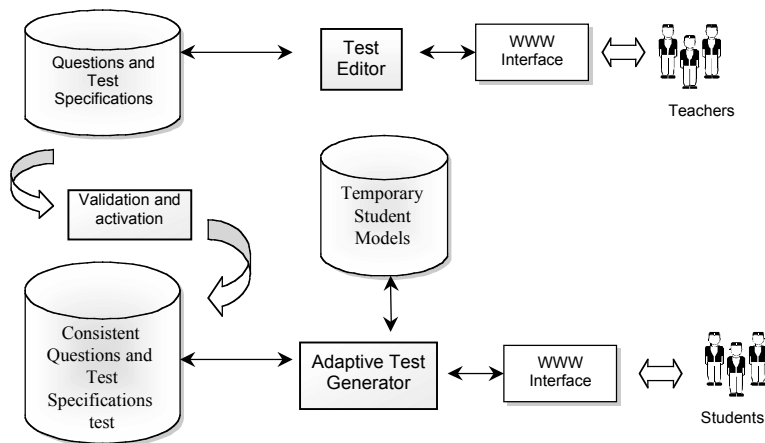 Questions and
Test
Specifications
Test
Editor
WWW
Interface
Teachers
Validation and
activation
Temporary
Student
Models
Consistent
Questions and
Test
Specifications
test
Adaptive Test
Generator
WWW
Interface
Students